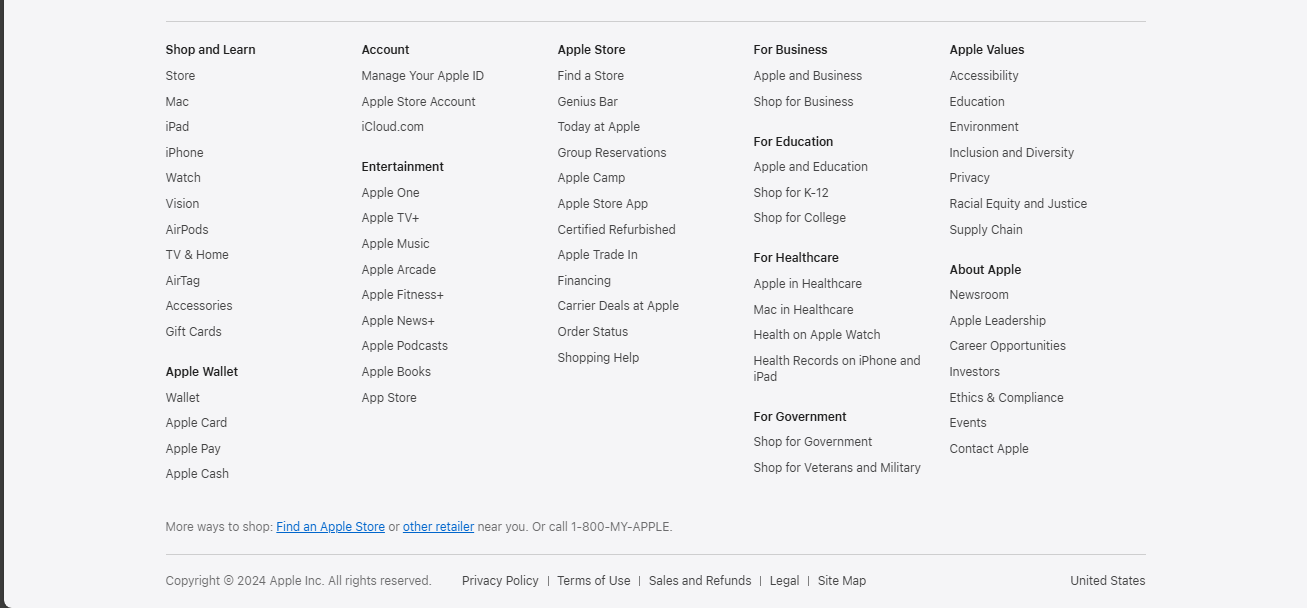 Shop and Learn
Store
Mac
iPad
iPhone
Watch
Vision
AirPods
TV & Home
AirTag
Accessories
Gift Cards
Apple Wallet
Wallet
Apple Card
Apple Pay
Apple Cash
Account
Manage Your Apple ID
Apple Store Account
iCloud.com
Entertainment
Apple One
Apple TV+
Apple Music
Apple Arcade
Apple Fitness+
Apple News+
Apple Podcasts
Apple Books
App Store
Apple Store
Find a Store
Genius Bar
Today at Apple
Group Reservations
Apple Camp
Apple Store App
Certified Refurbished
Apple Trade In
Financing
Carrier Deals at Apple
Order Status
Shopping Help
For Business
Apple and Business
Shop for Business
For Education
Apple and Education
Shop for K-12
Shop for College
For Healthcare
Apple in Healthcare
Mac in Healthcare
Health on Apple Watch
Health Records on iPhone and
iPad
For Government
Shop for Government
Shop for Veterans and Military
Apple Values
Accessibility
Education
Environment
Inclusion and Diversity
Privacy
Racial Equity and Justice
Supply Chain
About Apple
Newsroom
Apple Leadership
Career Opportunities
Investors
Ethics & Compliance
Events
Contact Apple
More ways to shop: Find an Apple Store or other retailer near you. Or call 1-800-MY-APPLE.
Copyright © 2024 Apple Inc. All rights reserved. Privacy Policy | Terms of Use | Sales and Refunds | Legal | Site Map United States